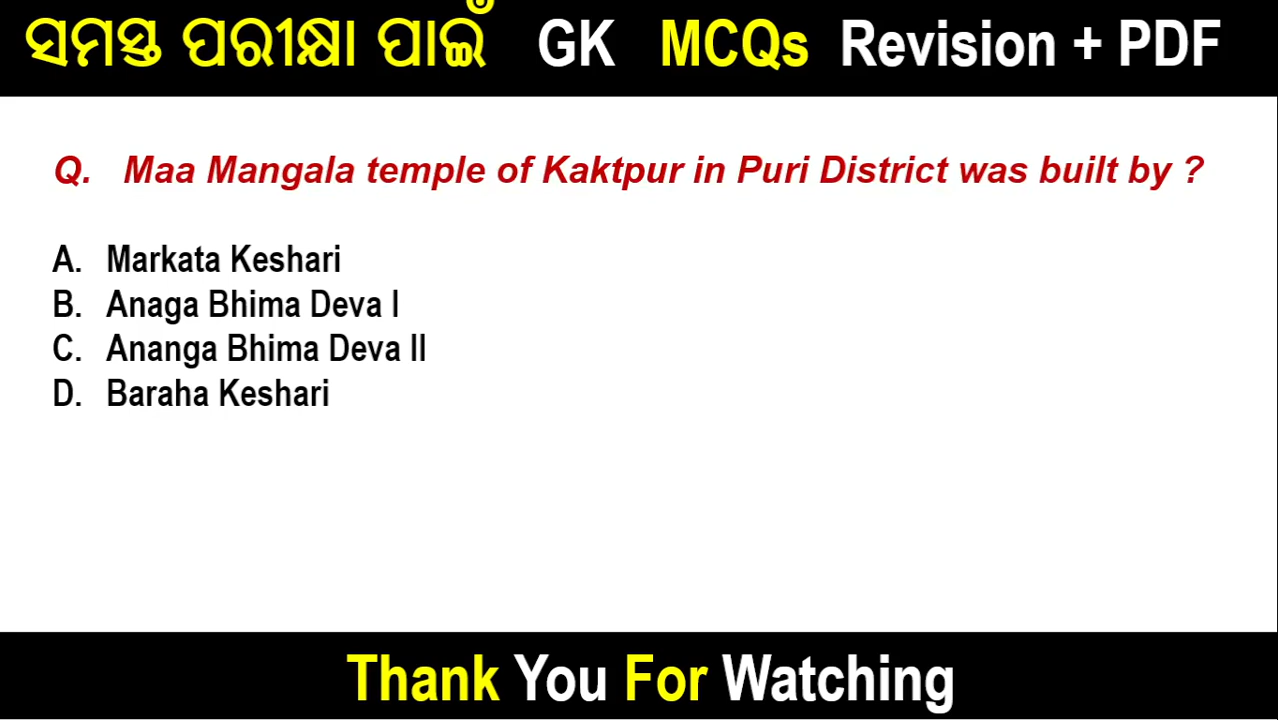 ସମସ୍ତ ପରୀକ୍ଷା ପାଇଁ GK MCQs Revision + PDF
Q. Maa Mangala temple of Kaktpur in Puri District was built by ?
A. Markata Keshari
B. Anaga Bhima Deva I
C. Ananga Bhima Deva II
D. Baraha Keshari
Thank You For Watching